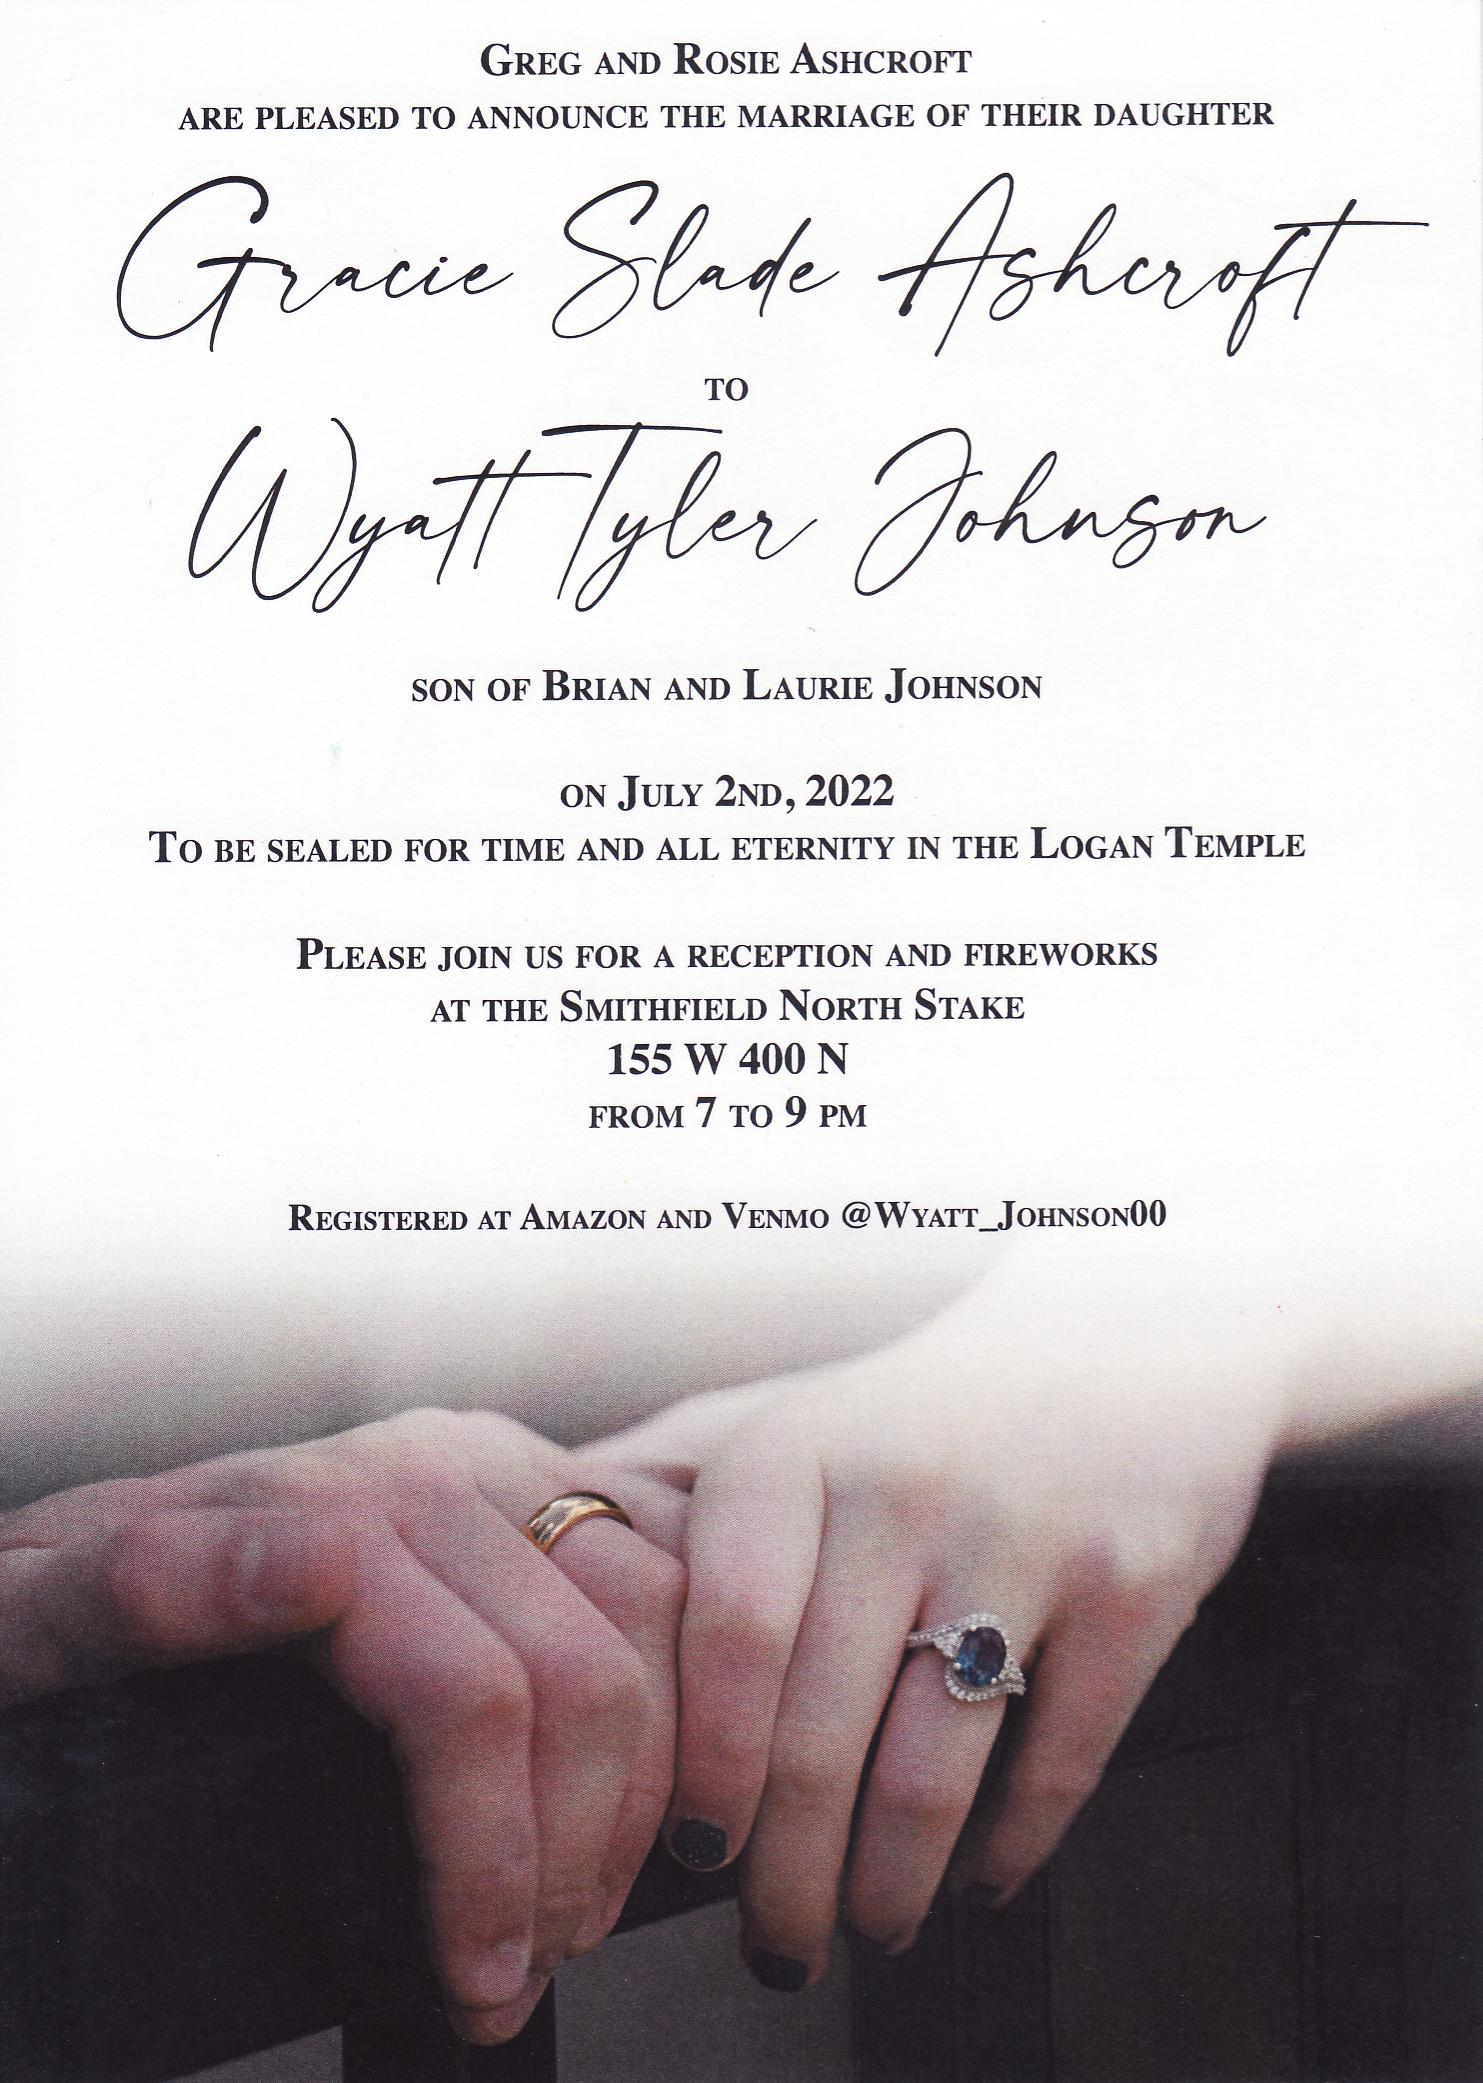 Greg and Rosie Ashcroft
are pleased to announce the marriage of their daughter
Gracie Slade Ashcroft
to
Wyatt Tyler Johnson
son of Brian and Laurie Johnson
on July 2nd, 2022
To be sealed for time and all eternity in the Logan Temple
Please join us for a reception and fireworks
at the Smithfield North Stake
155 W 400 N
from 7 to 9 pm
Registered at Amazon and Venmo @Wyatt_Johnson00